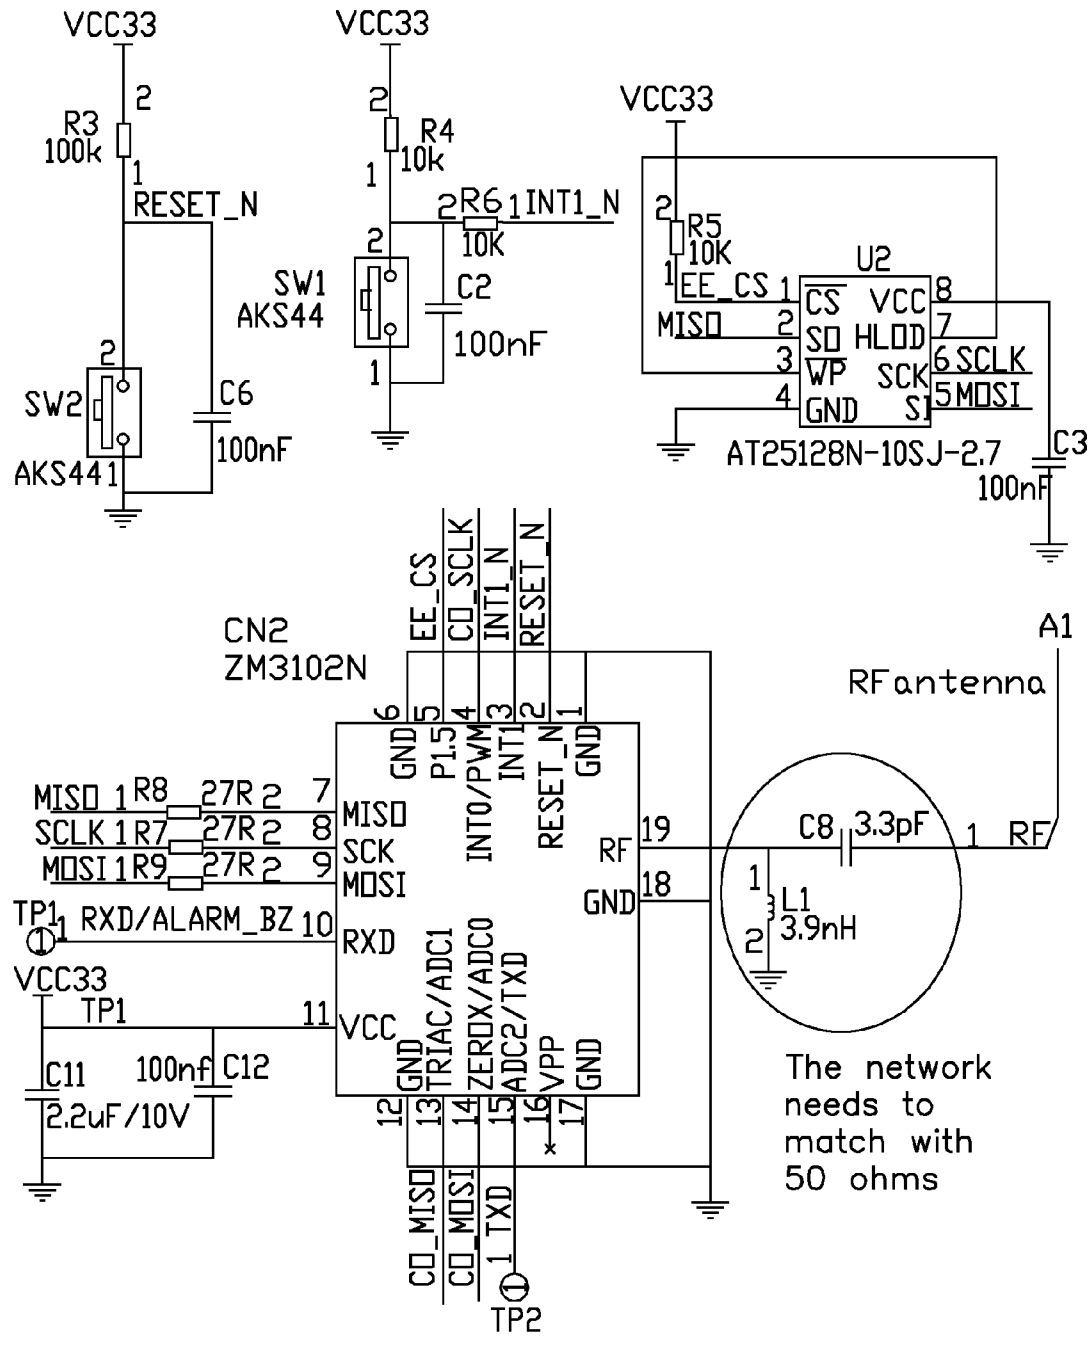 VCC33
2
R3
100k
1
RESET_N
2
SW2
AKS44
1
C6
100nF
VCC33
2
R4
10k
1
2
R6
1
INT1_N
10K
2
SW1
AKS44
C2
100nF
1
VCC33
2
R5
10K
1
EE_CS
1
MISO
2
3
4
U2
CS
VCC
8
SO
HLOD
7
WP
SCK
6
SCLK
GND
SI
5
MOSI
AT25128N-10SJ-2.7
C3
100nF
EE_CS
CO_SCLK
INT1_N
RESET_N
CN2
ZM3102N
6
5
4
3
2
1
GND
P1.5
INT0/PWM
INT1
RESET_N
GND
MISO 1 R8 27R 2 7
MISO
SCLK 1 R7 27R 2 8
SCK
MOSI 1 R9 27R 2 9
MOSI
TP1
1
1
RXD/ALARM_BZ 10
RXD
VCC33
TP1
11
VCC
C11
2.2uF/10V
100nf
C12
RF
19
GND
18
GND
TRIAC/ADC1
ZEROX/ADC0
ADC2/TXD
VPP
GND
12
13
14
15
16
17
CO_MISO
CO_MOSI
1 TXD
1
TP2
A1
RFantenna
C8
3.3pF
1
RF
1
L1
3.9nH
2
The network
needs to
match with
50 ohms